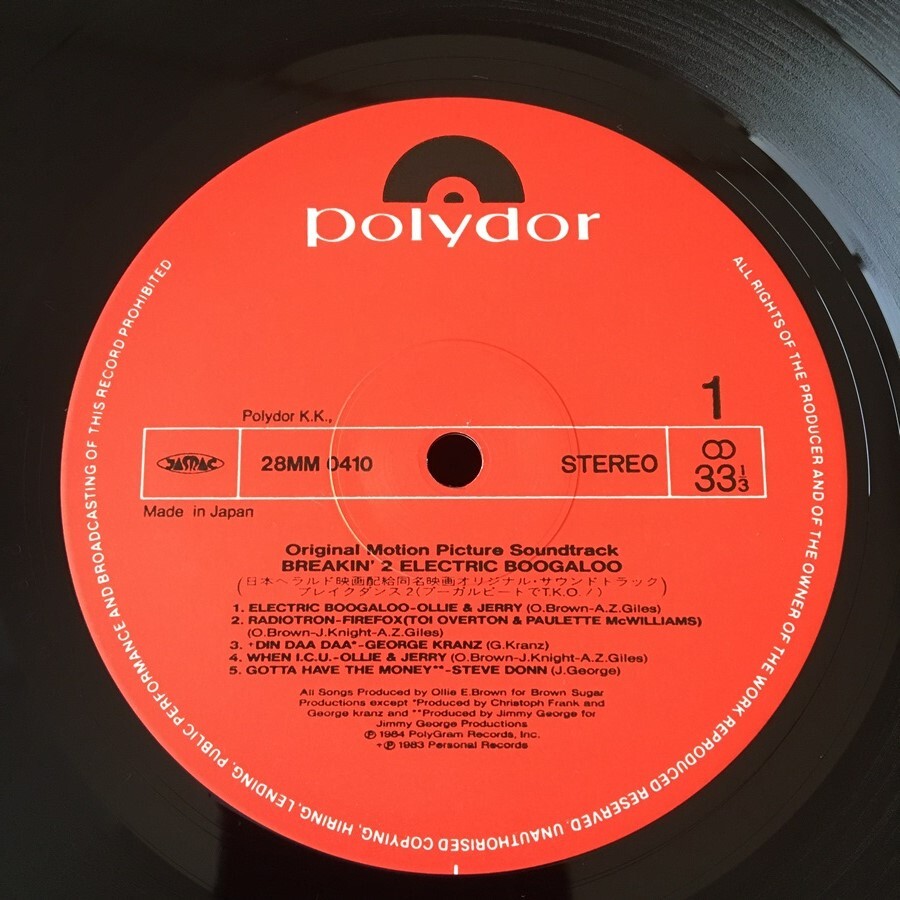 polydor
1
Polydor K.K.,
JASRAC
28MM 0410
STEREO
33 1/3
Made in Japan
Original Motion Picture Soundtrack
BREAKIN' 2 ELECTRIC BOOGALOO
(日本ヘラルド映画配給同名映画オリジナル・サウンドトラック
ブレイクダンス2(ブーガルビートでT.K.O.！)
1. ELECTRIC BOOGALOO-OLLIE & JERRY (O.Brown-A.Z.Giles)
2. RADIOTRON-FIREFOX(TOI OVERTON & PAULETTE McWILLIAMS)
(O.Brown-J.Knight-A.Z.Giles)
3. +DIN DAA DAA*-GEORGE KRANZ (G.Kranz)
4. WHEN I.C.U.-OLLIE & JERRY (O.Brown-J.Knight-A.Z.Giles)
5. GOTTA HAVE THE MONEY**-STEVE DONN (J.George)
All Songs Produced by Ollie E.Brown for Brown Sugar
Productions except *Produced by Christoph Frank and
George kranz and **Produced by Jimmy George for
Jimmy George Productions
℗ 1984 PolyGram Records, Inc.
+℗ 1983 Personal Records
ALL RIGHTS OF THE PRODUCER AND OF THE OWNER OF THE WORK REPRODUCED RESERVED. UNAUTHORISED COPYING, HIRING, LENDING, PUBLIC PERFORMANCE AND BROADCASTING OF THIS RECORD PROHIBITED